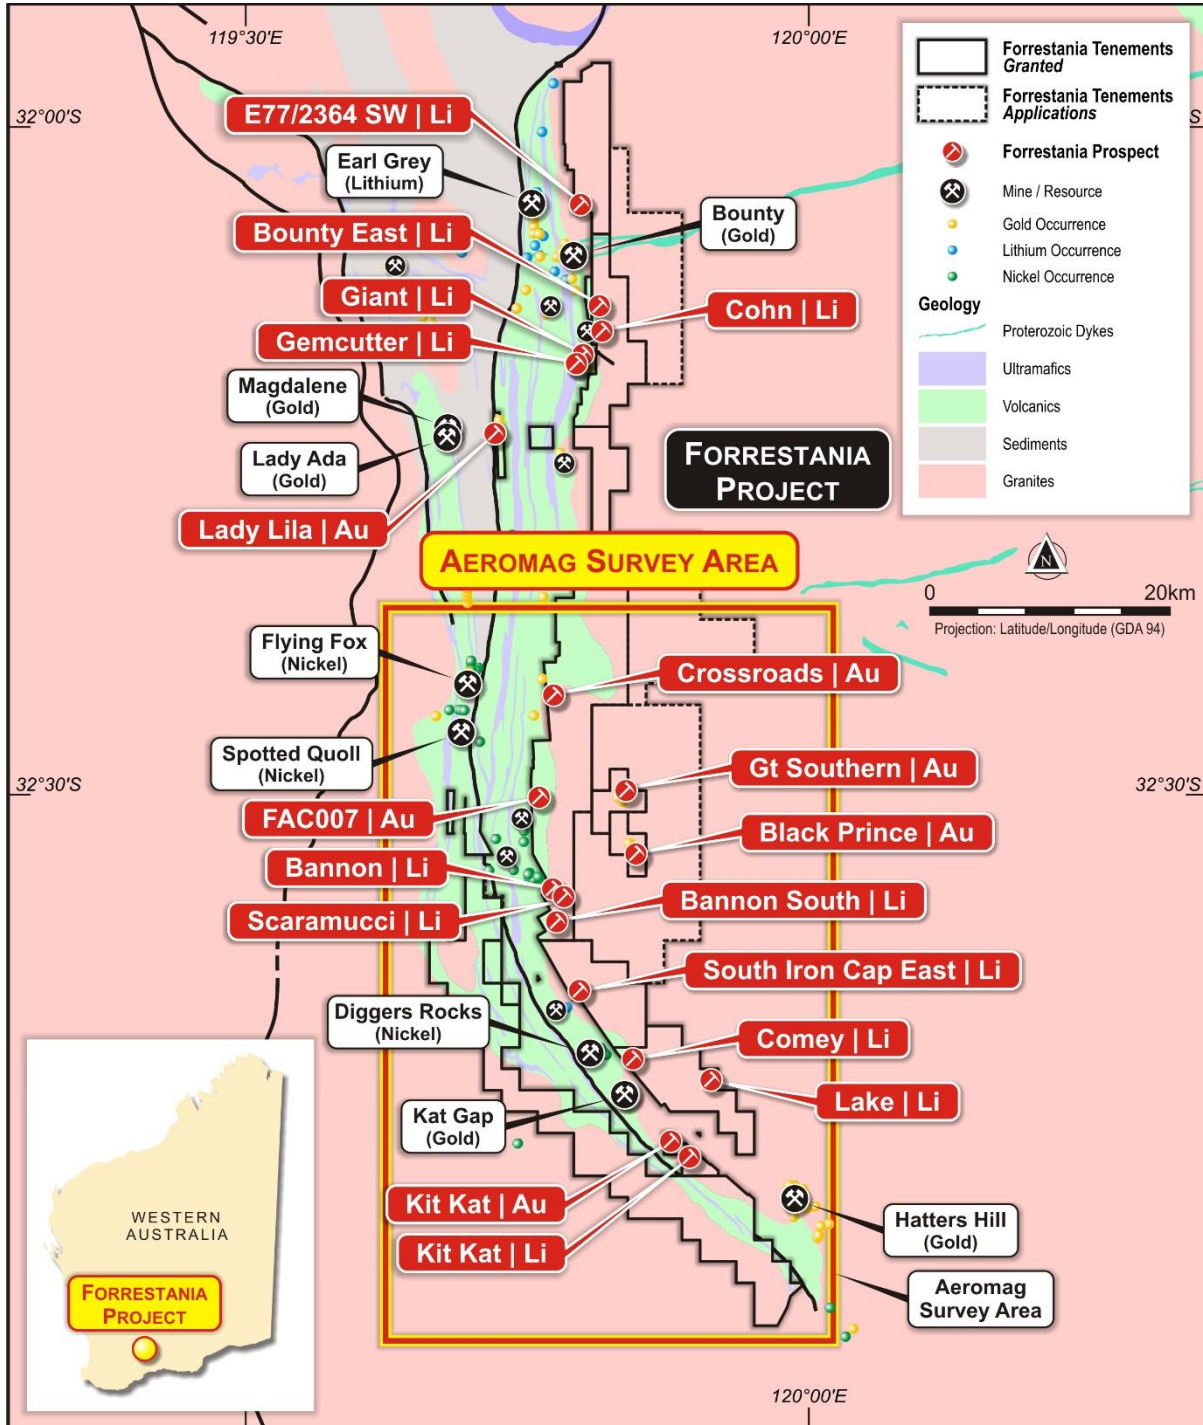 119°30'E
120°00'E
32°00'S
S
Forrestania Tenements
Granted
Forrestania Tenements
Applications
Forrestania Prospect
Mine / Resource
Gold Occurrence
Lithium Occurrence
Nickel Occurrence
Geology
Proterozoic Dykes
Ultramafics
Volcanics
Sediments
Granites
E77/2364 SW | Li
Earl Grey
(Lithium)
Bounty
(Gold)
Bounty East | Li
Giant | Li
Cohn | Li
Gemcutter | Li
Magdalene
(Gold)
Lady Ada
(Gold)
FORRESTANIA
PROJECT
Lady Lila | Au
AEROMAG SURVEY AREA
N
0
20km
Projection: Latitude/Longitude (GDA 94)
Flying Fox
(Nickel)
Crossroads | Au
Spotted Quoll
(Nickel)
Gt Southern | Au
32°30'S
32°30'S
FAC007 | Au
Black Prince | Au
Bannon | Li
Bannon South | Li
Scaramucci | Li
South Iron Cap East | Li
Diggers Rocks
(Nickel)
Comey | Li
Lake | Li
Kat Gap
(Gold)
Kit Kat | Au
Kit Kat | Li
Hatters Hill
(Gold)
Aeromag
Survey Area
WESTERN
AUSTRALIA
FORRESTANIA
PROJECT
120°00'E